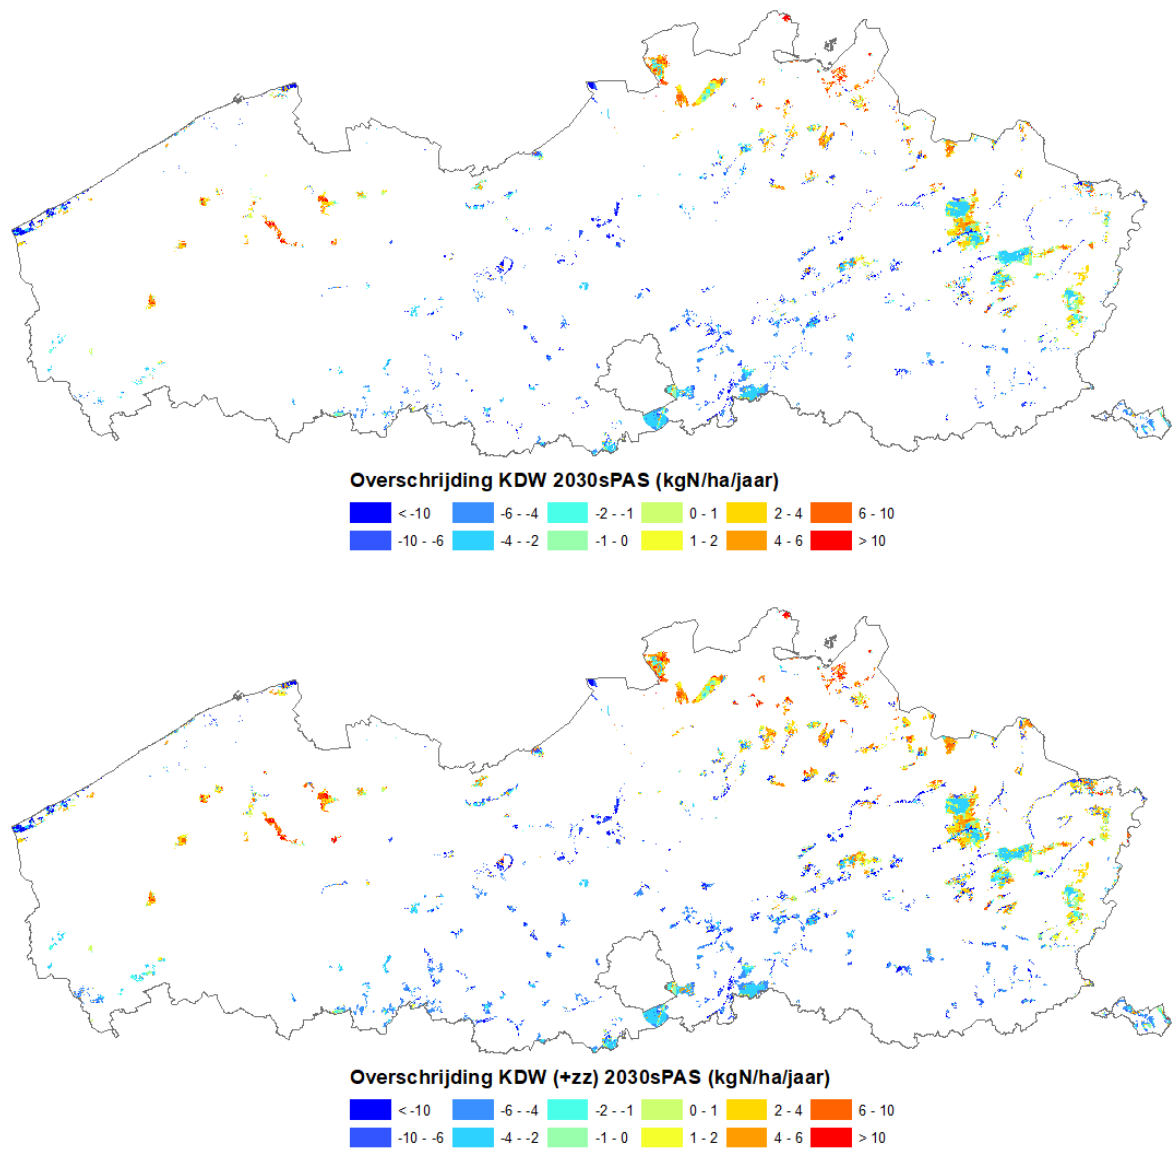 Overschrijding KDW 2030sPAS (kgN/ha/jaar)
< -10 -6 - -4 -2 - -1 0 - 1 2 - 4 6 - 10
-10 - -6 -4 - -2 -1 - 0 1 - 2 4 - 6 > 10
Overschrijding KDW (+zz) 2030sPAS (kgN/ha/jaar)
< -10 -6 - -4 -2 - -1 0 - 1 2 - 4 6 - 10
-10 - -6 -4 - -2 -1 - 0 1 - 2 4 - 6 > 10